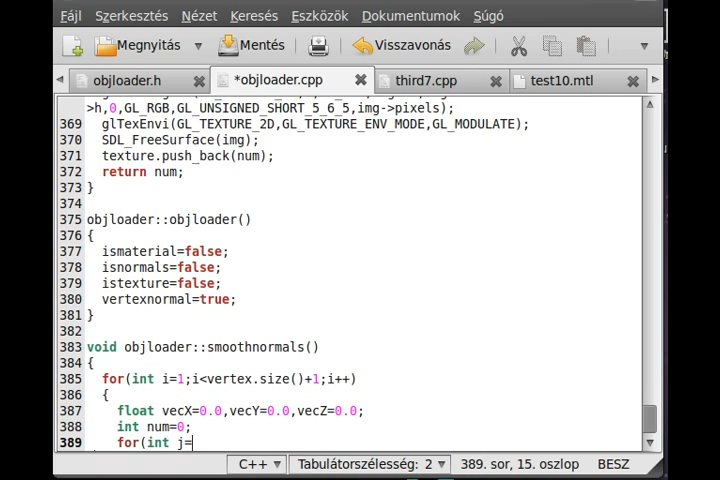 Fájl Szerkesztés Nézet Keresés Eszközök Dokumentumok Súgó
Megnyitás Mentés Visszavonás
objloader.h *objloader.cpp third7.cpp test10.mtl
>h,0,GL_RGB,GL_UNSIGNED_SHORT_5_6_5,img->pixels);
369 glTexEnvi(GL_TEXTURE_2D,GL_TEXTURE_ENV_MODE,GL_MODULATE);
370 SDL_FreeSurface(img);
371 texture.push_back(num);
372 return num;
373 }
374
375 objloader::objloader()
376 {
377 ismaterial=false;
378 isnormals=false;
379 istexture=false;
380 vertexnormal=true;
381 }
382
383 void objloader::smoothnormals()
384 {
385 for(int i=1;i<vertex.size()+1;i++)
386 {
387 float vecX=0.0,vecY=0.0,vecZ=0.0;
388 int num=0;
389 for(int j=
C++ Tabulátorszélesség: 2 389. sor, 15. oszlop BESZ